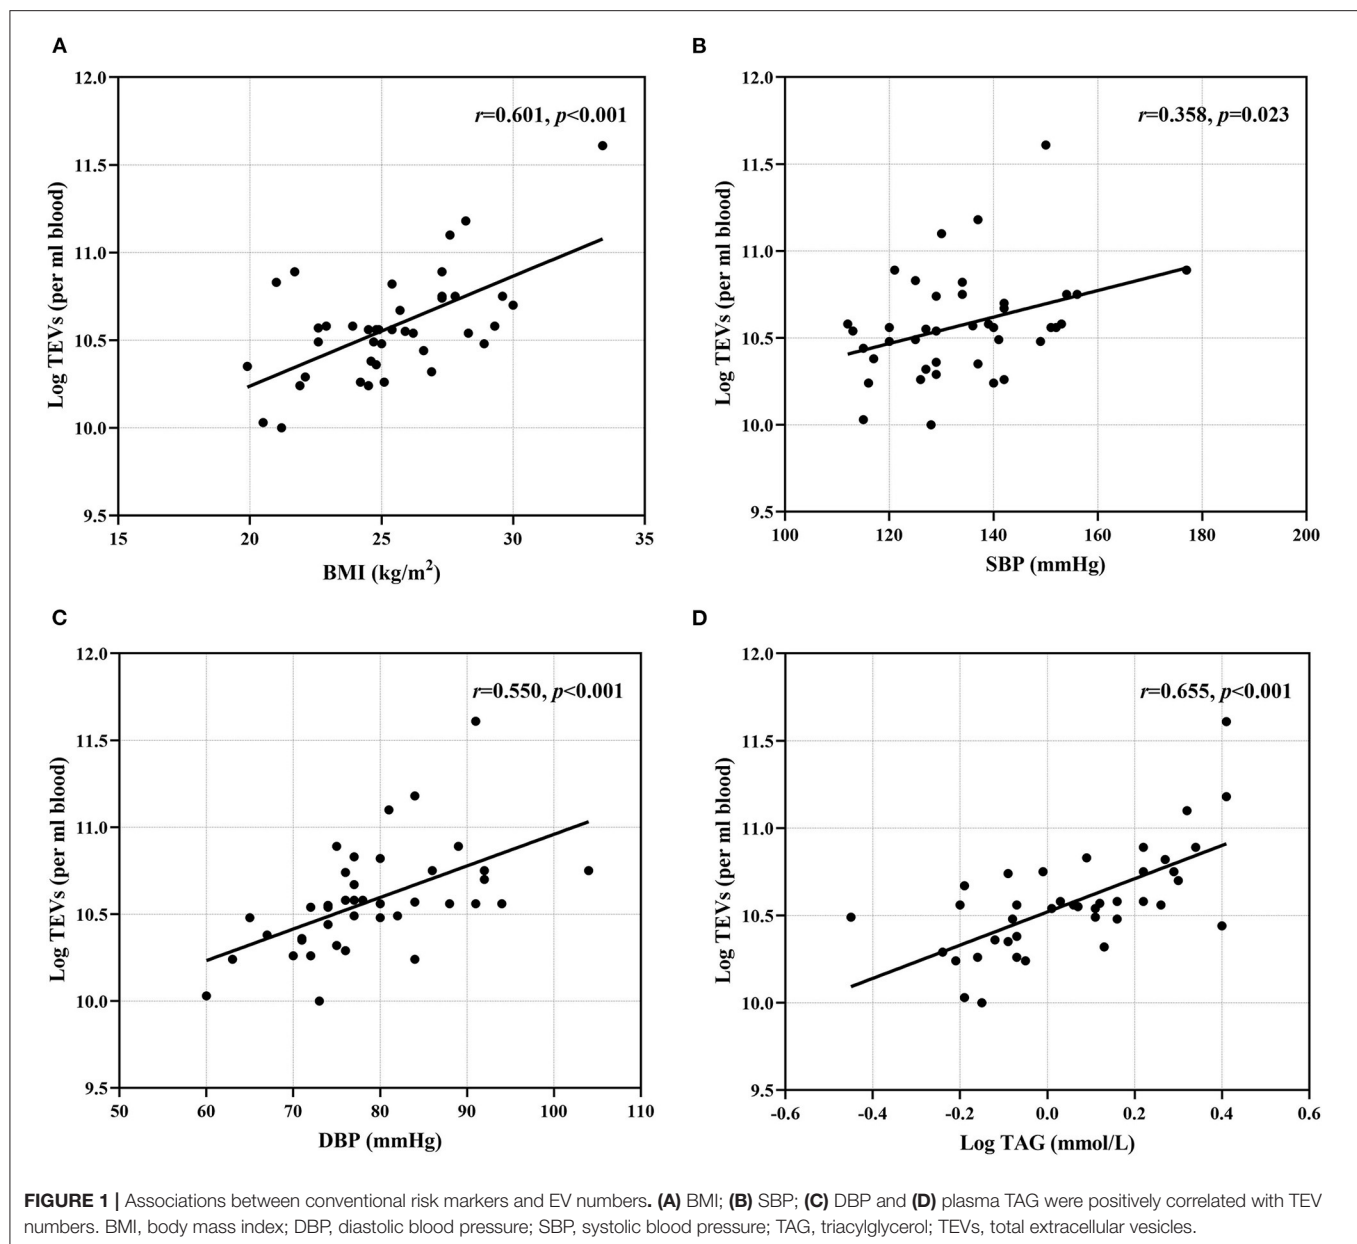 A
r=0.601, p<0.001
12.0
11.5
11.0
10.5
10.0
9.5
Log TEVs (per ml blood)
15 20 25 30 35
BMI (kg/m²)
B
r=0.358, p=0.023
12.0
11.5
11.0
10.5
10.0
9.5
Log TEVs (per ml blood)
100 120 140 160 180 200
SBP (mmHg)
C
r=0.550, p<0.001
12.0
11.5
11.0
10.5
10.0
9.5
Log TEVs (per ml blood)
50 60 70 80 90 100 110
DBP (mmHg)
D
r=0.655, p<0.001
12.0
11.5
11.0
10.5
10.0
9.5
Log TEVs (per ml blood)
-0.6 -0.4 -0.2 0.0 0.2 0.4 0.6
Log TAG (mmol/L)
FIGURE 1 | Associations between conventional risk markers and EV numbers. (A) BMI; (B) SBP; (C) DBP and (D) plasma TAG were positively correlated with TEV
numbers. BMI, body mass index; DBP, diastolic blood pressure; SBP, systolic blood pressure; TAG, triacylglycerol; TEVs, total extracellular vesicles.